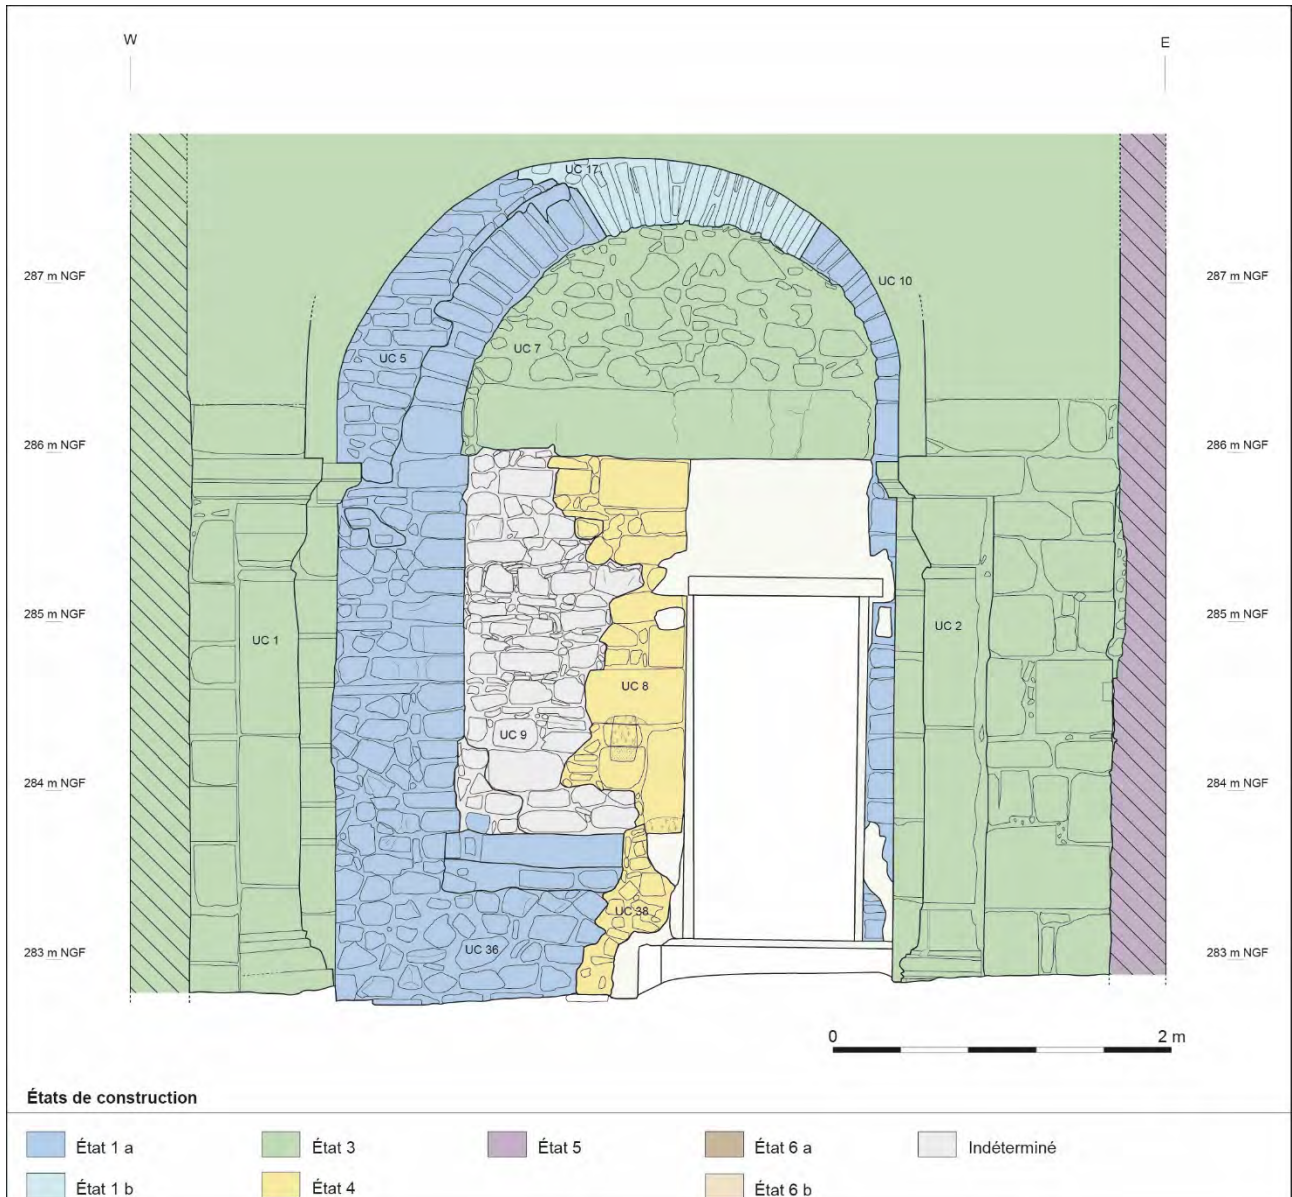 W
E
UC 17
287 m NGF
UC 10
287 m NGF
UC 5
UC 7
286 m NGF
286 m NGF
285 m NGF
UC 1
UC 2
285 m NGF
UC 8
UC 9
284 m NGF
284 m NGF
UC 38
283 m NGF
UC 36
283 m NGF
0
2 m
États de construction
État 1 a
État 3
État 5
État 6 a
Indéterminé
État 1 b
État 4
État 6 b